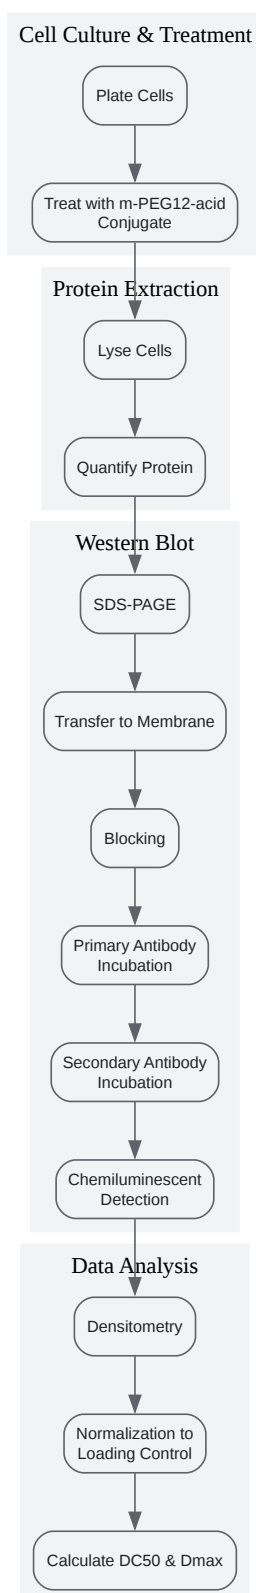 Cell Culture & Treatment
Plate Cells
Treat with m-PEG12-acid
Conjugate
Protein Extraction
Lyse Cells
Quantify Protein
Western Blot
SDS-PAGE
Transfer to Membrane
Blocking
Primary Antibody
Incubation
Secondary Antibody
Incubation
Chemiluminescent
Detection
Data Analysis
Densitometry
Normalization to
Loading Control
Calculate DC50 & Dmax